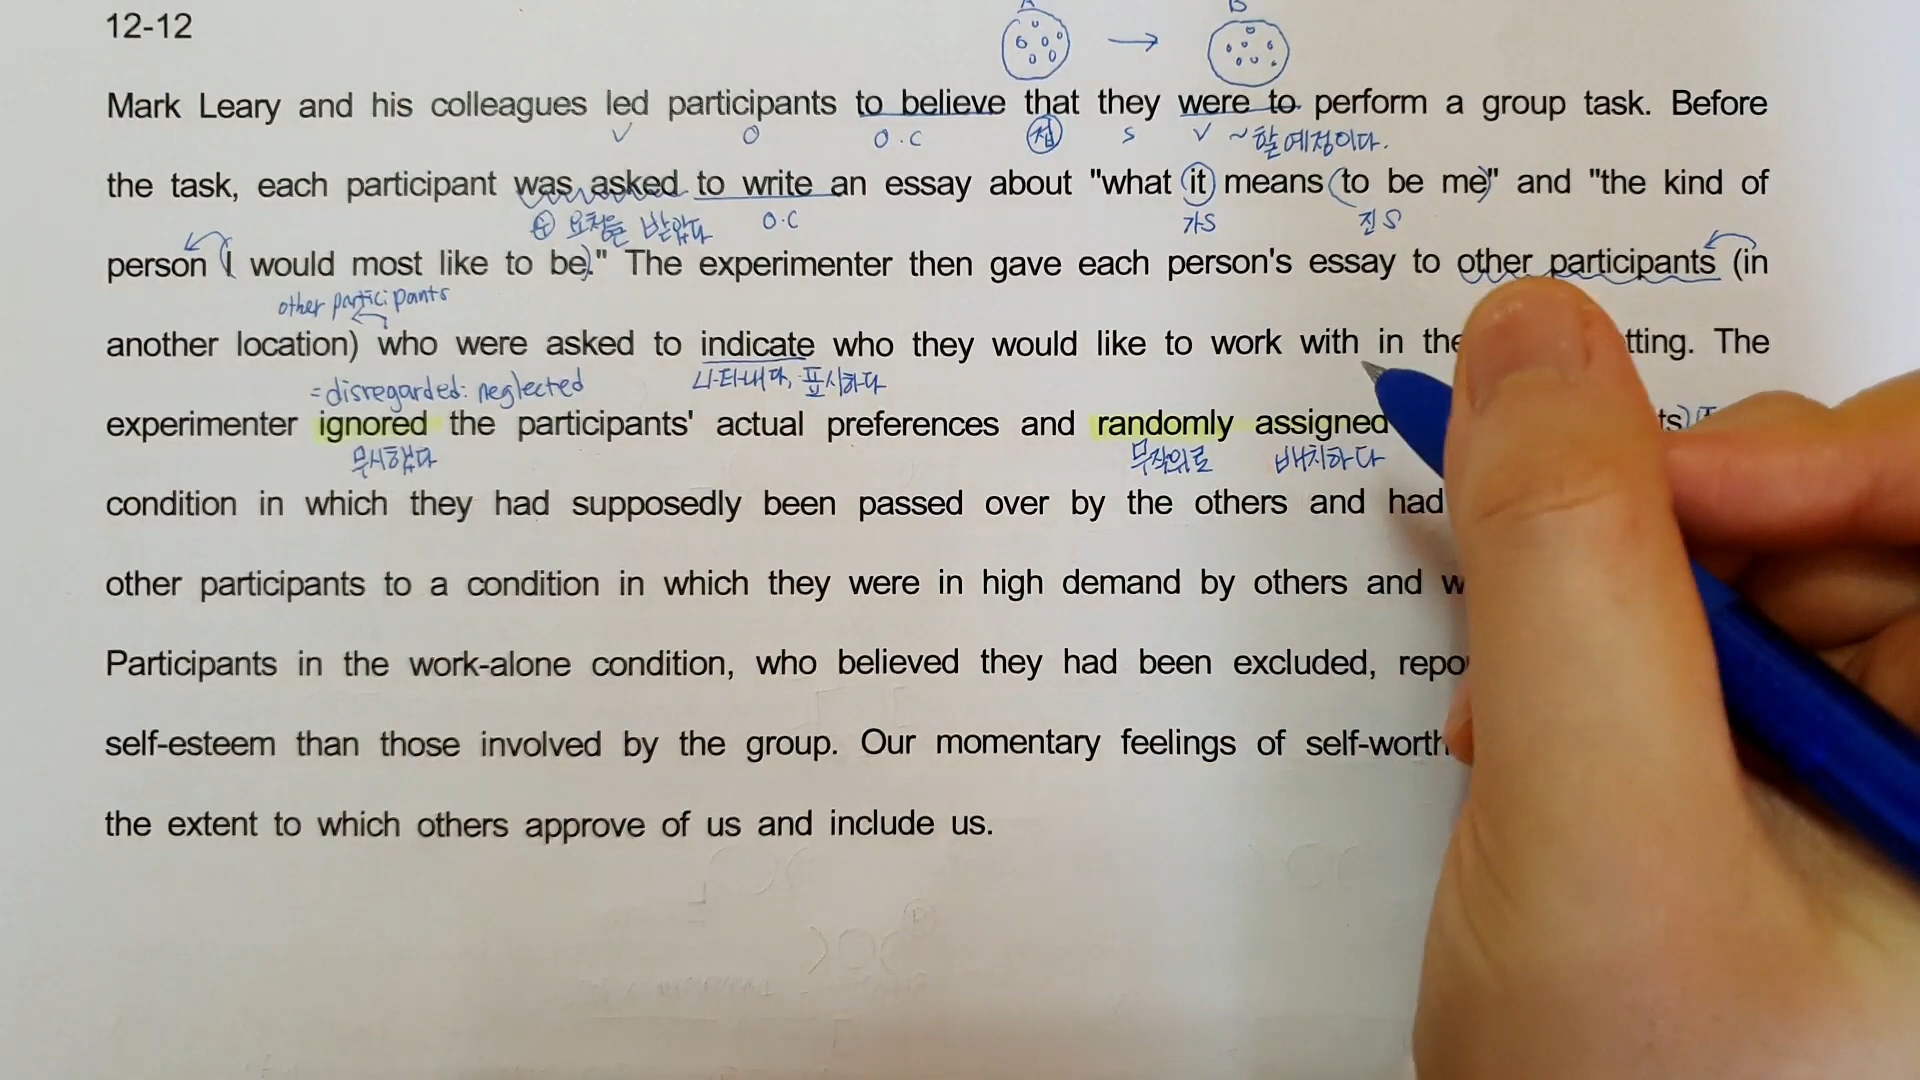 12-12
A B
Mark Leary and his colleagues led participants to believe that they were to perform a group task. Before
V O O.C 접 S V ~할 예정이다.
the task, each participant was asked to write an essay about "what it means (to be me)" and "the kind of
요청을 받았다 O.C 가S 진S
person (I would most like to be)." The experimenter then gave each person's essay to other participants (in
other participants
another location) who were asked to indicate who they would like to work with in the tting. The
=disregarded: neglected 나타내다, 표시하다
experimenter ignored the participants' actual preferences and randomly assigned ts)
무시했다 무작위로 배치하다
condition in which they had supposedly been passed over by the others and had
other participants to a condition in which they were in high demand by others and w
Participants in the work-alone condition, who believed they had been excluded, repo
self-esteem than those involved by the group. Our momentary feelings of self-worth
the extent to which others approve of us and include us.